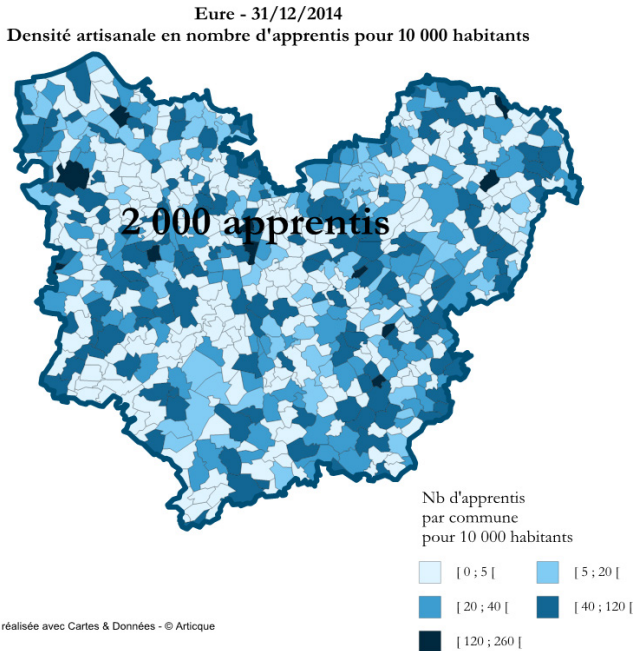 Eure - 31/12/2014
Densité artisanale en nombre d'apprentis pour 10 000 habitants
2 000 apprentis
Nb d'apprentis
par commune
pour 10 000 habitants
[ 0 ; 5 [
[ 5 ; 20 [
[ 20 ; 40 [
[ 40 ; 120 [
[ 120 ; 260 [
réalisée avec Cartes & Données - © Articque